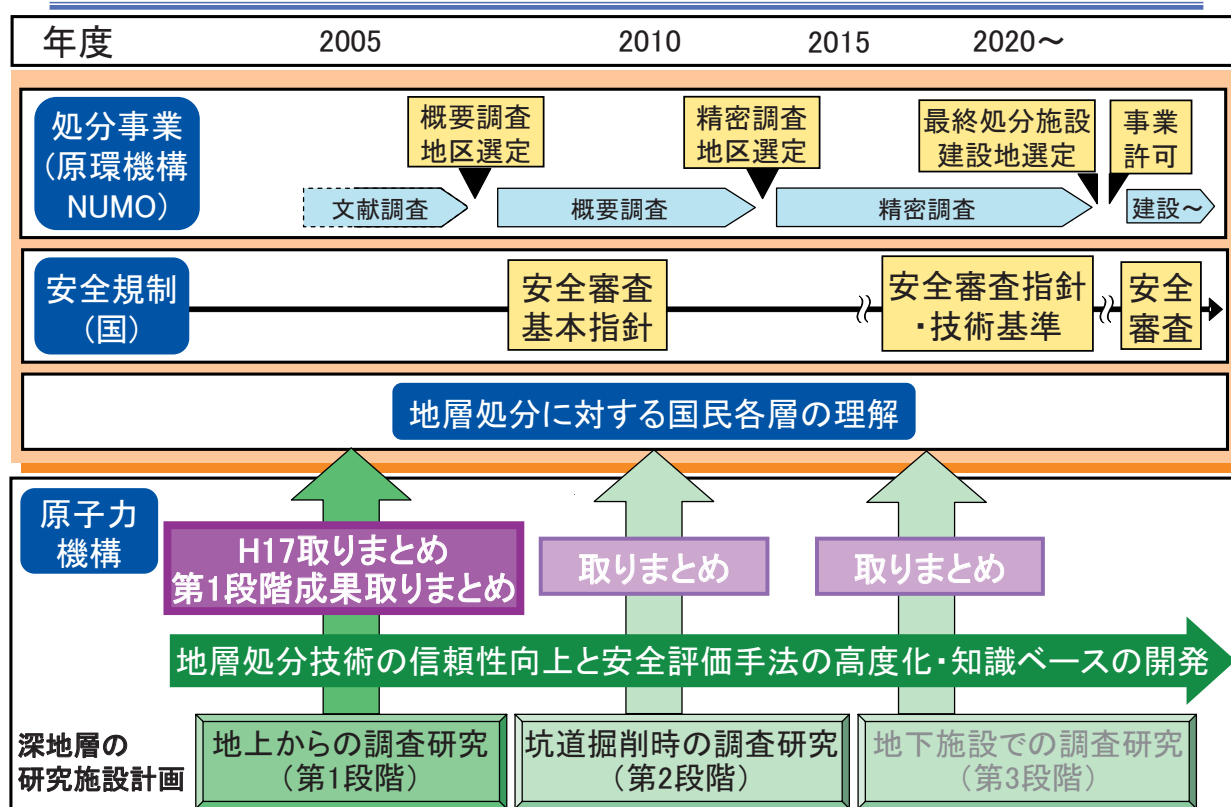 年度 2005 2010 2015 2020～
処分事業
(原環機構
NUMO)
概要調査
地区選定
精密調査
地区選定
最終処分施設
建設地選定
事業
許可
文献調査
概要調査
精密調査
建設～
安全規制
(国)
安全審査
基本指針
安全審査指針
・技術基準
安全
審査
地層処分に対する国民各層の理解
原子力
機構
H17取りまとめ
第1段階成果取りまとめ
取りまとめ
取りまとめ
地層処分技術の信頼性向上と安全評価手法の高度化・知識ベースの開発
深地層の
研究施設計画
地上からの調査研究
(第1段階)
坑道掘削時の調査研究
(第2段階)
地下施設での調査研究
(第3段階)